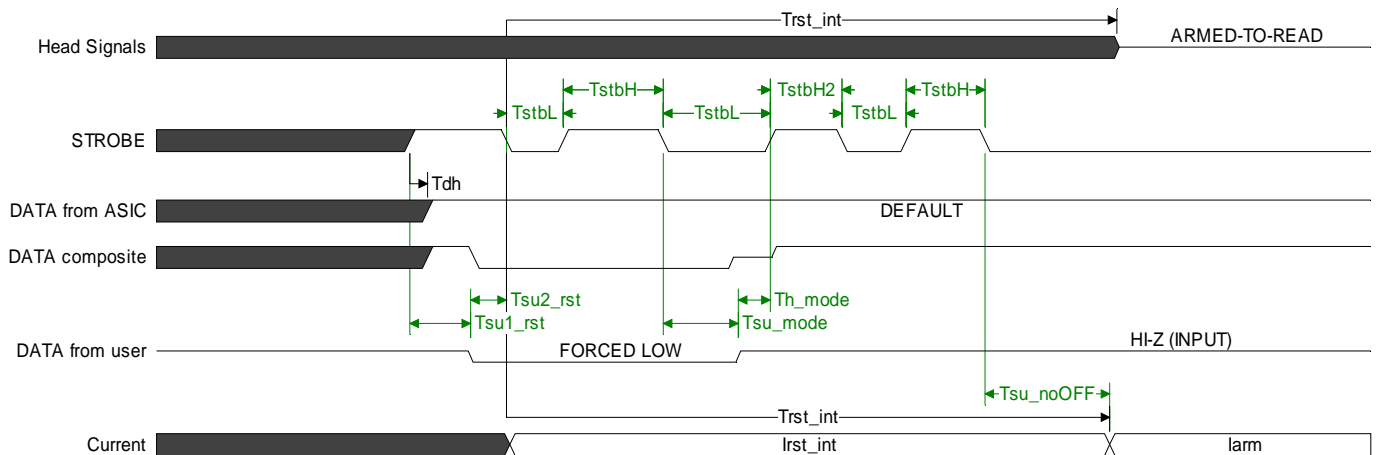 Trst_int
Head Signals
ARMED-TO-READ
TstbH
TstbH2
TstbH
TstbL
TstbL
TstbL
STROBE
Tdh
DATA from ASIC
DEFAULT
DATA composite
Tsu2_rst
Th_mode
Tsu1_rst
Tsu_mode
DATA from user
FORCED LOW
HI-Z (INPUT)
Tsu_noOFF
Trst_int
Current
Irst_int
Iarm